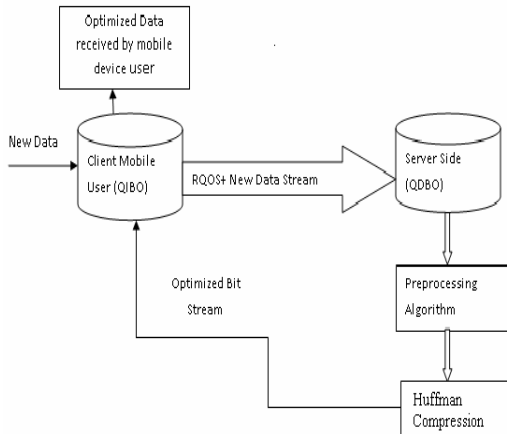 Optimized Data
received by mobile
device user
New Data
Client Mobile
User (QIBO)
RQOS+ New Data Stream
Server Side
(QDBO)
Optimized Bit
Stream
Preprocessing
Algorithm
Huffman
Compression